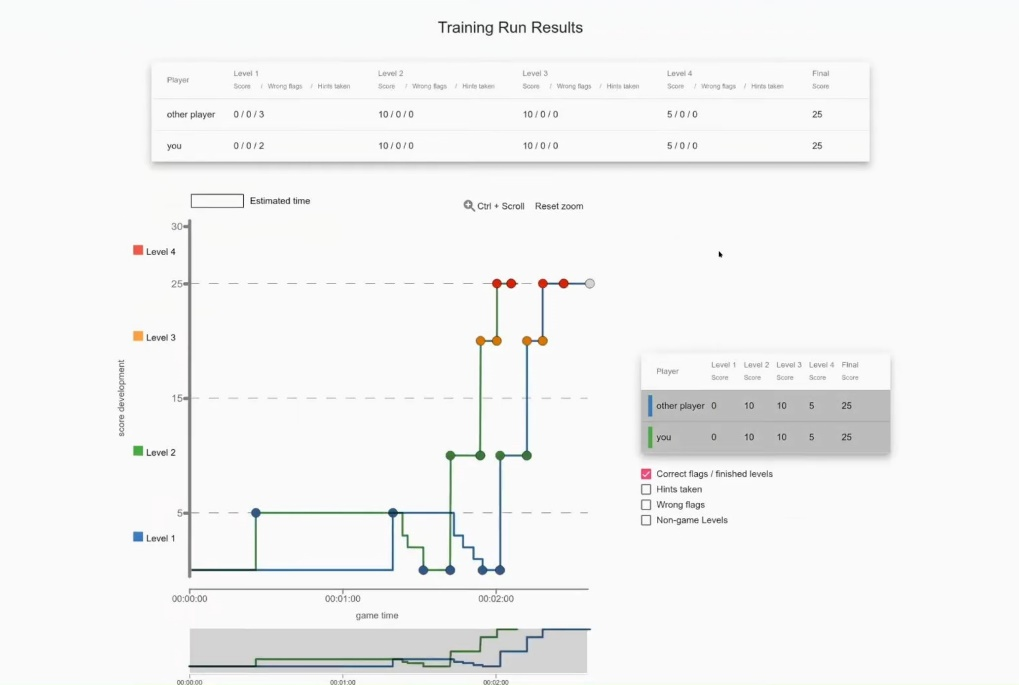 Training Run Results
Player Level 1 Level 2 Level 3 Level 4 Final
Score / Wrong flags / Hints taken Score / Wrong flags / Hints taken Score / Wrong flags / Hints taken Score / Wrong flags / Hints taken Score
other player 0 / 0 / 3 10 / 0 / 0 10 / 0 / 0 5 / 0 / 0 25
you 0 / 0 / 2 10 / 0 / 0 10 / 0 / 0 5 / 0 / 0 25
Estimated time
Ctrl + Scroll Reset zoom
30
Level 4
25
Level 3
15
Level 2
5
Level 1
score development
00:00:00 00:01:00 00:02:00
game time
00:00:00 00:01:00 00:02:00
Player Level 1 Level 2 Level 3 Level 4 Final
Score Score Score Score Score
other player 0 10 10 5 25
you 0 10 10 5 25
Correct flags / finished levels
Hints taken
Wrong flags
Non-game Levels